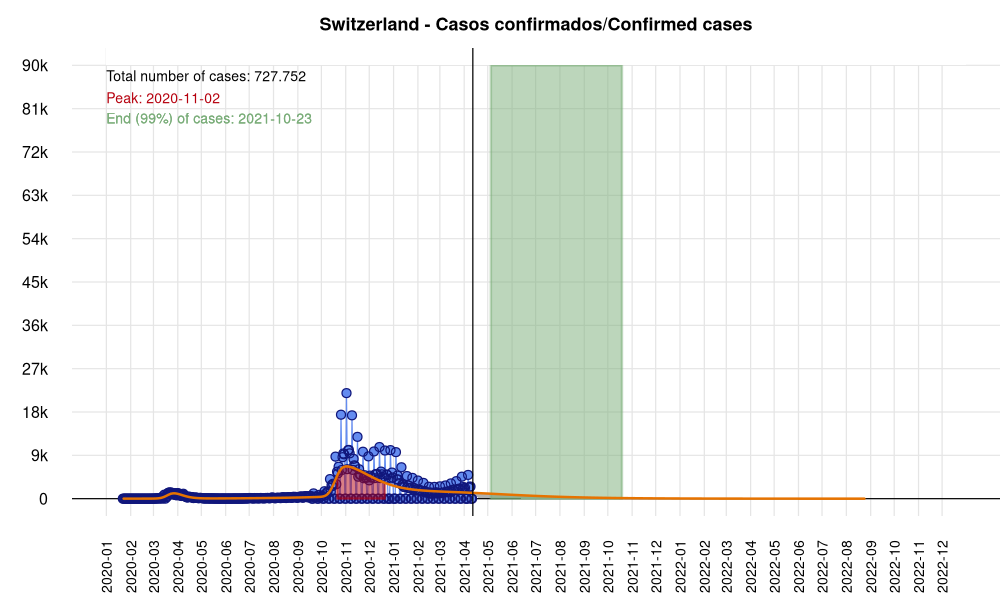 Switzerland - Casos confirmados/Confirmed cases
90k
Total number of cases: 727.752
Peak: 2020-11-02
81k
End (99%) of cases: 2021-10-23
72k
63k
54k
45k
36k
27k
18k
9k
0
2020-01
2020-02
2020-03
2020-04
2020-05
2020-06
2020-07
2020-08
2020-09
2020-10
2020-11
2020-12
2021-01
2021-02
2021-03
2021-04
2021-05
2021-06
2021-07
2021-08
2021-09
2021-10
2021-11
2021-12
2022-01
2022-02
2022-03
2022-04
2022-05
2022-06
2022-07
2022-08
2022-09
2022-10
2022-11
2022-12